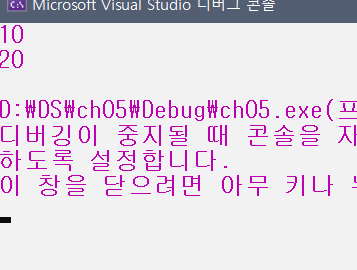 Microsoft Visual Studio 디버그 콘솔
10
20
D:\DS\ch05\Debug\ch05.exe(프
디버깅이 중지될 때 콘솔을 자
하도록 설정합니다.
이 창을 닫으려면 아무 키나